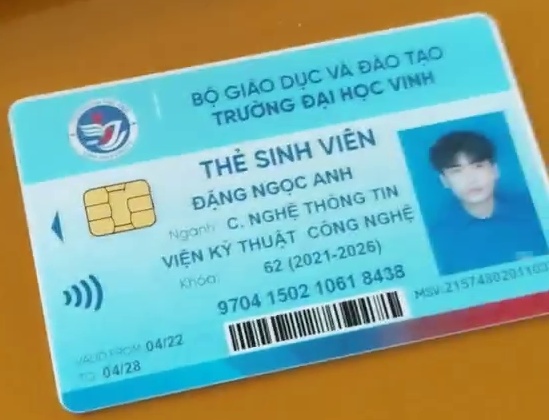 BỘ GIÁO DỤC VÀ ĐÀO TẠO
TRƯỜNG ĐẠI HỌC VINH
THẺ SINH VIÊN
ĐẶNG NGỌC ANH
Ngành: C. NGHỆ THÔNG TIN
VIỆN KỸ THUẬT CÔNG NGHỆ
Khóa: 62 (2021-2026)
9704 1502 1061 8438
MSV:
VALID FROM: 04/22
TO: 04/28